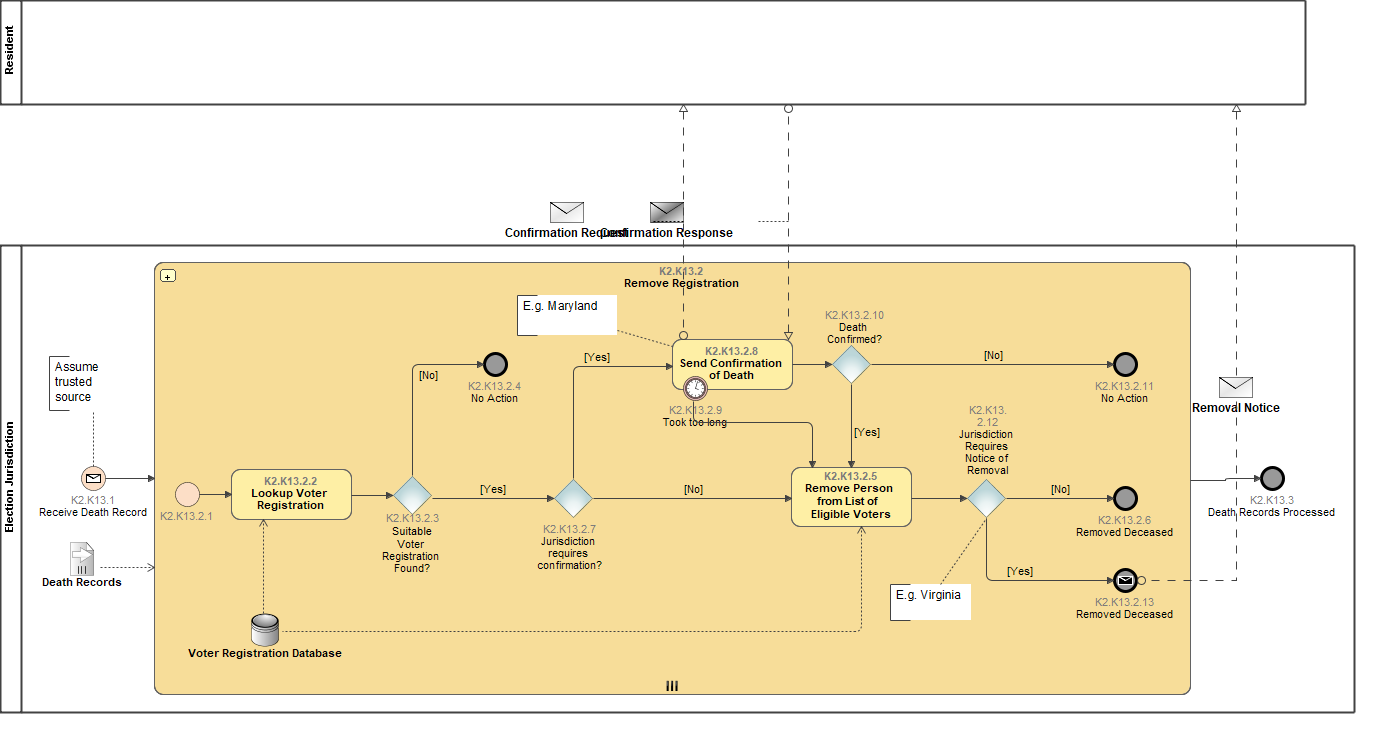 Resident
Confirmation Request
Confirmation Response
Election Jurisdiction
K2.K13.2
Remove Registration
E.g. Maryland
K2.K13.2.10
Death
Confirmed?
K2.K13.2.8
Send Confirmation
of Death
[Yes]
[No]
Assume
trusted
source
[No]
K2.K13.2.4
No Action
K2.K13.2.9
Took too long
K2.K13.2.11
No Action
Removal Notice
[Yes]
K2.K13.
2.12
Jurisdiction
Requires
Notice of
Removal
K2.K13.1
Receive Death Record
K2.K13.2.1
K2.K13.2.2
Lookup Voter
Registration
[Yes]
K2.K13.2.3
Suitable
Voter
Registration
Found?
[No]
K2.K13.2.7
Jurisdiction
requires
confirmation?
K2.K13.2.5
Remove Person
from List of
Eligible Voters
[No]
K2.K13.2.6
Removed Deceased
K2.K13.3
Death Records Processed
Death Records
[Yes]
E.g. Virginia
K2.K13.2.13
Removed Deceased
Voter Registration Database